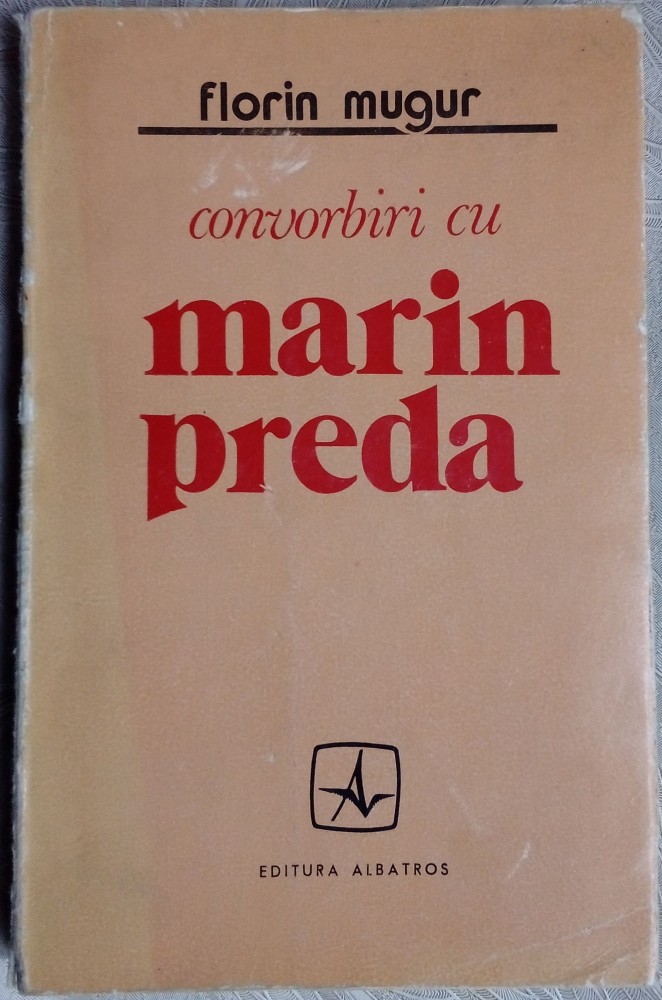 florin mugur
convorbiri cu
marin
preda
EDITURA ALBATROS